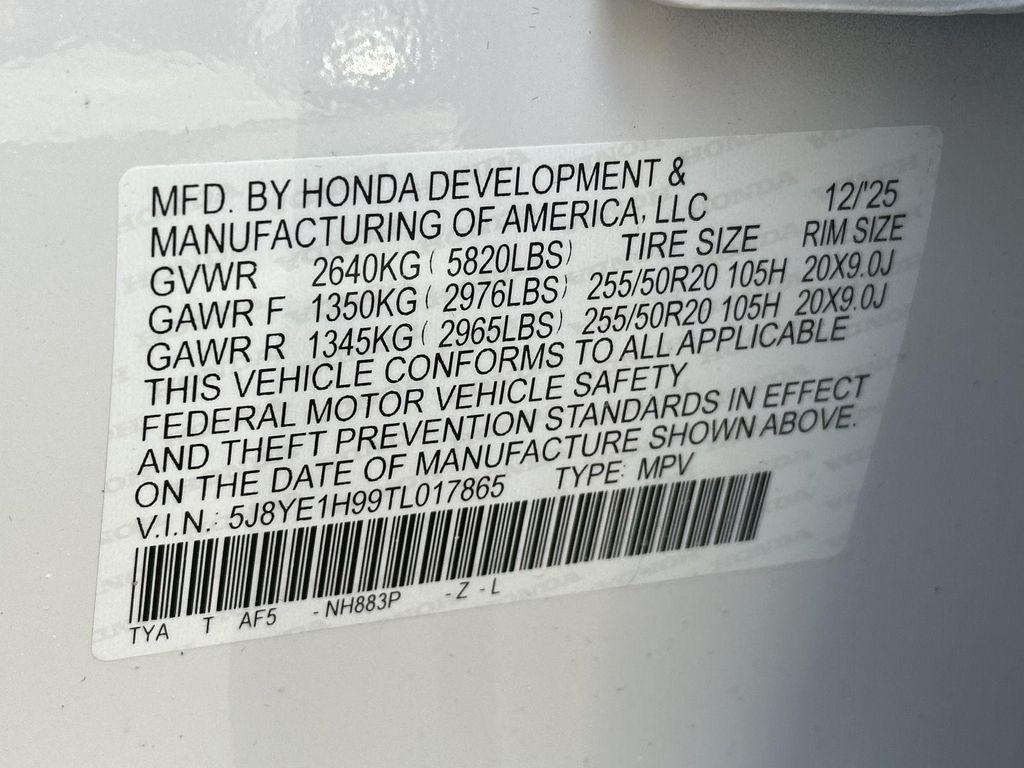 MFD. BY HONDA DEVELOPMENT &
MANUFACTURING OF AMERICA, LLC 12/'25
GVWR 2640KG ( 5820LBS) TIRE SIZE RIM SIZE
GAWR F 1350KG ( 2976LBS) 255/50R20 105H 20X9.0J
GAWR R 1345KG ( 2965LBS) 255/50R20 105H 20X9.0J
THIS VEHICLE CONFORMS TO ALL APPLICABLE
FEDERAL MOTOR VEHICLE SAFETY
AND THEFT PREVENTION STANDARDS IN EFFECT
ON THE DATE OF MANUFACTURE SHOWN ABOVE.
V.I.N.: 5J8YE1H99TL017865 TYPE: MPV
TYA T AF5 - NH883P - Z - L